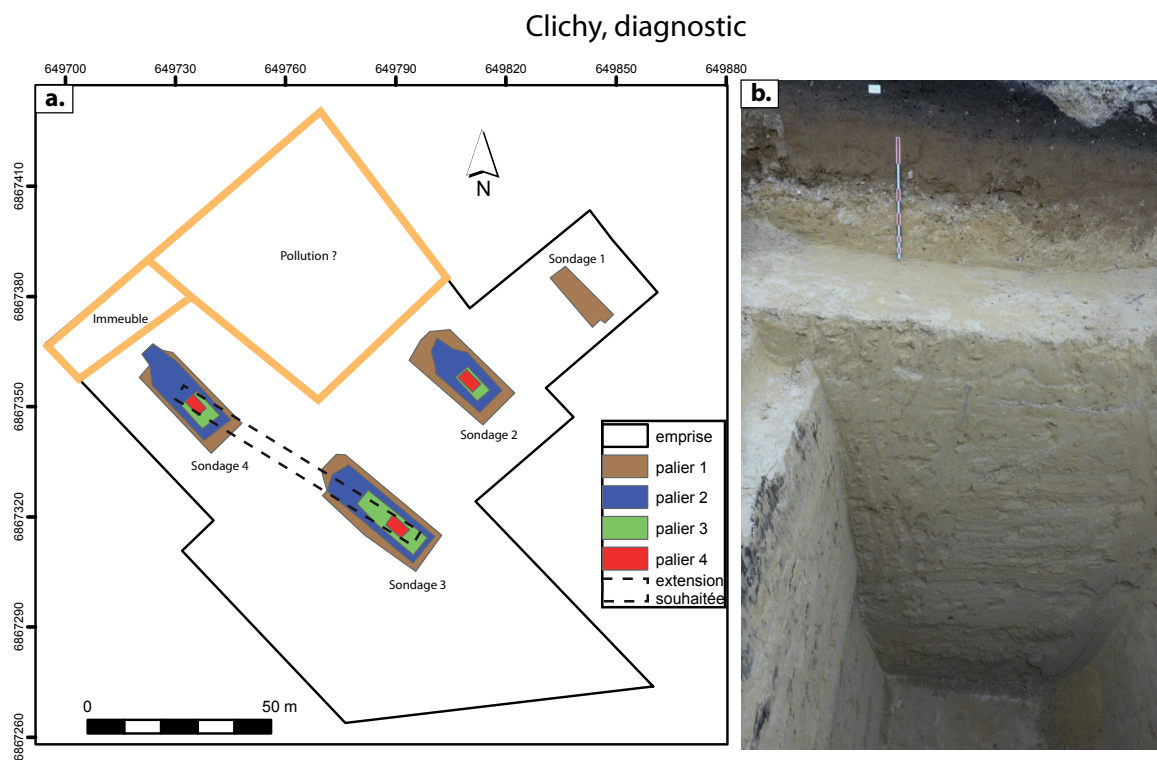 Clichy, diagnostic
649700 649730 649760 649790 649820 649850 649880
a.
b.
6867410
6867380
6867350
6867320
6867290
6867260
N
Pollution ?
Sondage 1
Immeuble
Sondage 2
Sondage 4
Sondage 3
emprise
palier 1
palier 2
palier 3
palier 4
extension
souhaitée
0 50 m